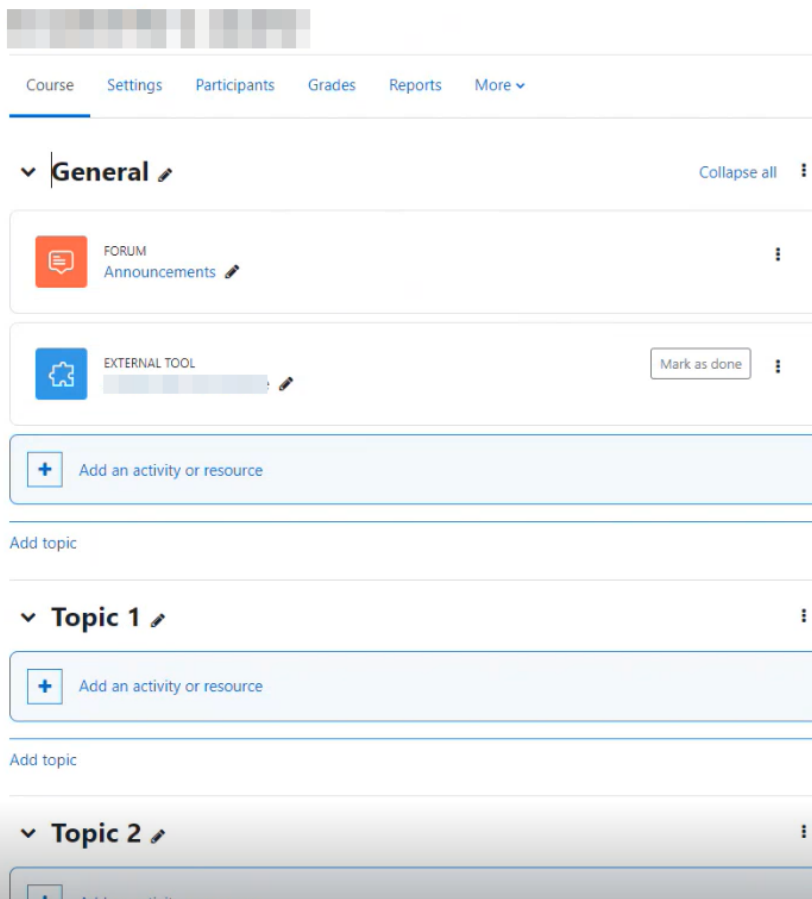 Course Settings Participants Grades Reports More
General Collapse all
FORUM
Announcements
EXTERNAL TOOL
Mark as done
Add an activity or resource
Add topic
Topic 1
Add an activity or resource
Add topic
Topic 2